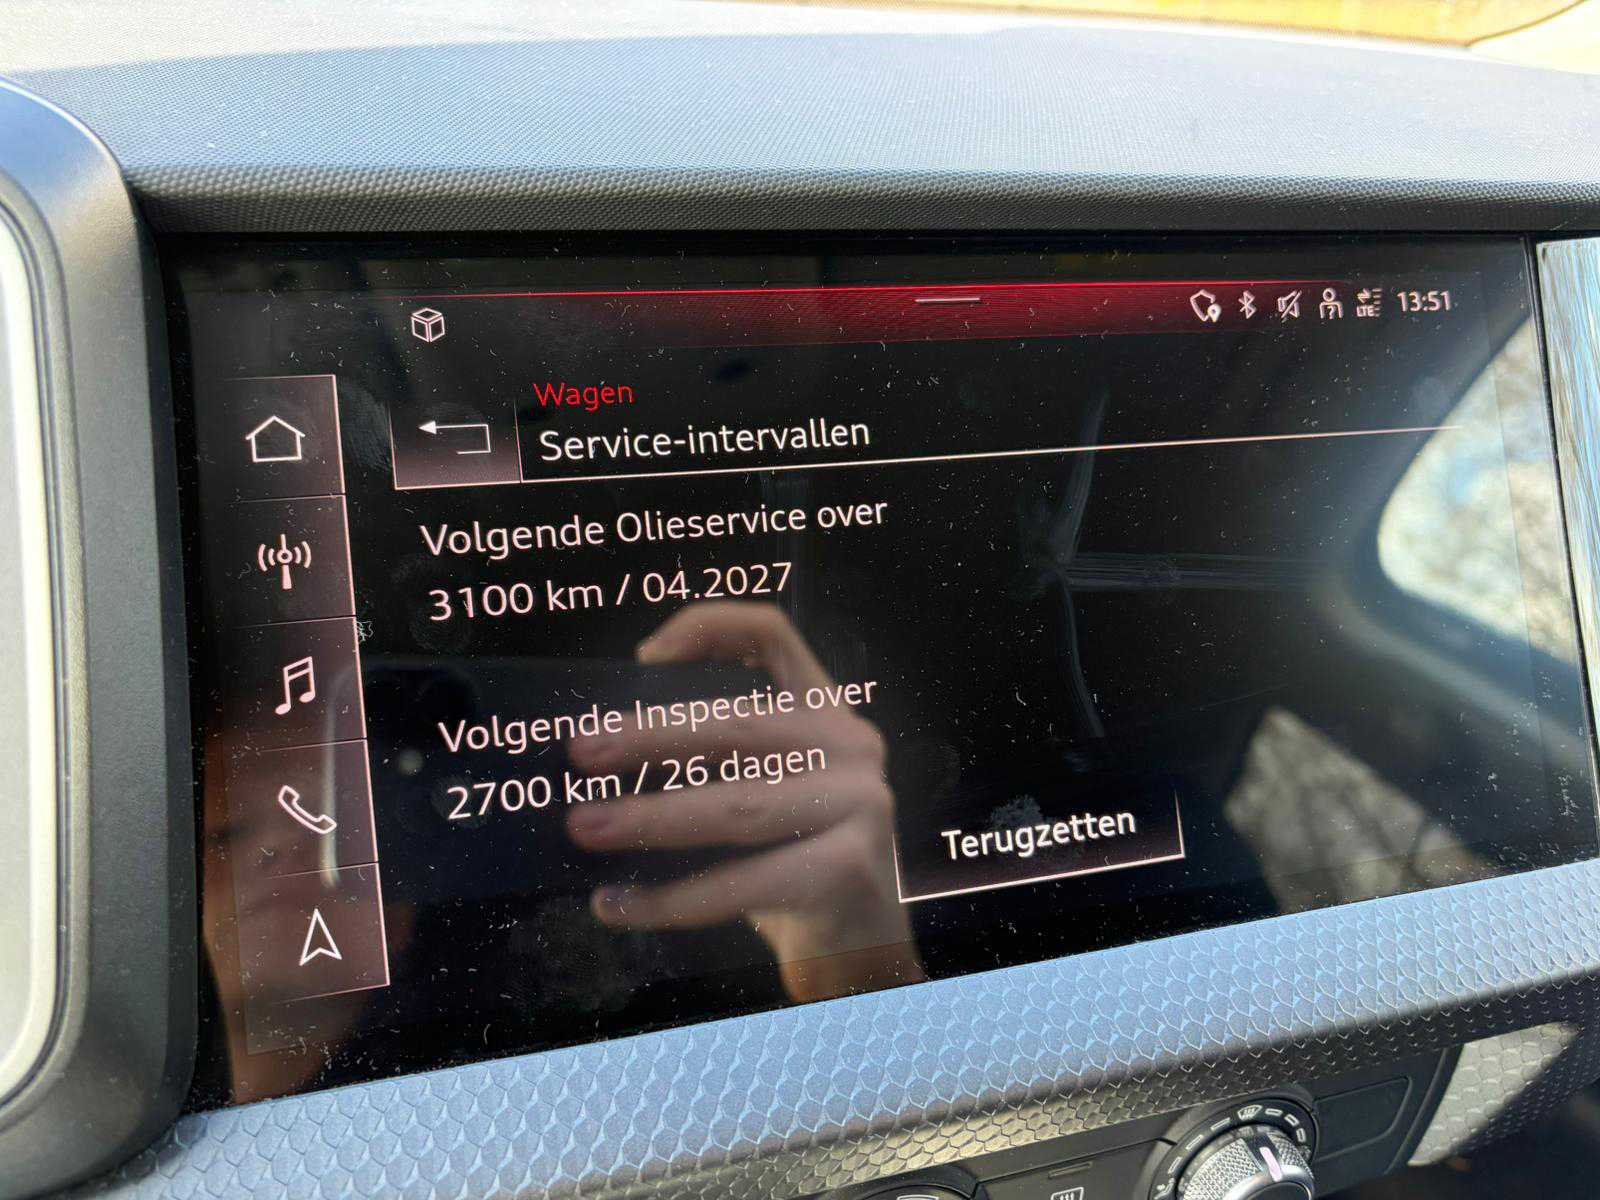 LTE
13:51
Wagen
Service-intervallen
Volgende Olieservice over
3100 km / 04.2027
Volgende Inspectie over
2700 km / 26 dagen
Terugzetten